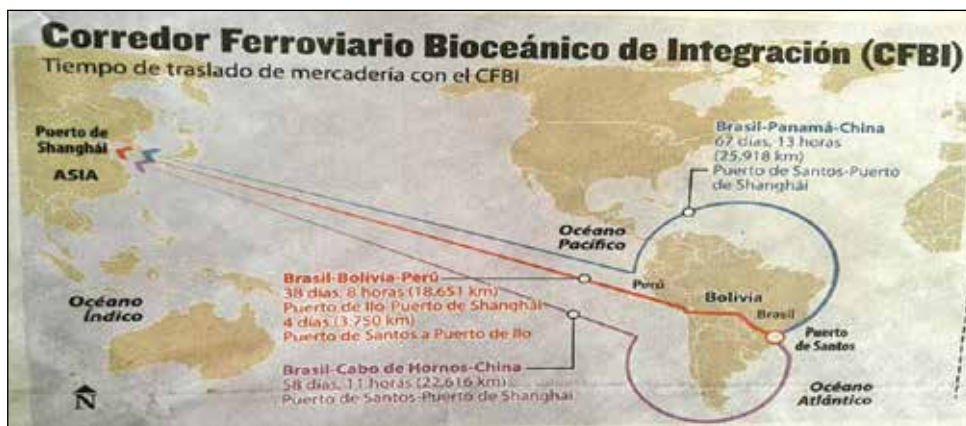 Corredor Ferroviario Bioceánico de Integración (CFBI)
Tiempo de traslado de mercadería con el CFBI
Puerto de
Shanghái
ASIA
Brasil-Panamá-China
67 días, 13 horas
(25.918 km)
Puerto de Santos-Puerto
de Shanghái
Océano
Pacífico
Brasil-Bolivia-Perú
38 días, 8 horas (18.651 km)
Puerto de Ilo-Puerto de Shanghái
4 días (3.750 km)
Puerto de Santos a Puerto de Ilo
Perú
Bolivia
Brasil
Puerto
de Santos
Océano
Índico
Brasil-Cabo de Hornos-China
58 días, 11 horas (22.616 km)
Puerto de Santos-Puerto de Shanghái
Océano
Atlántico
N